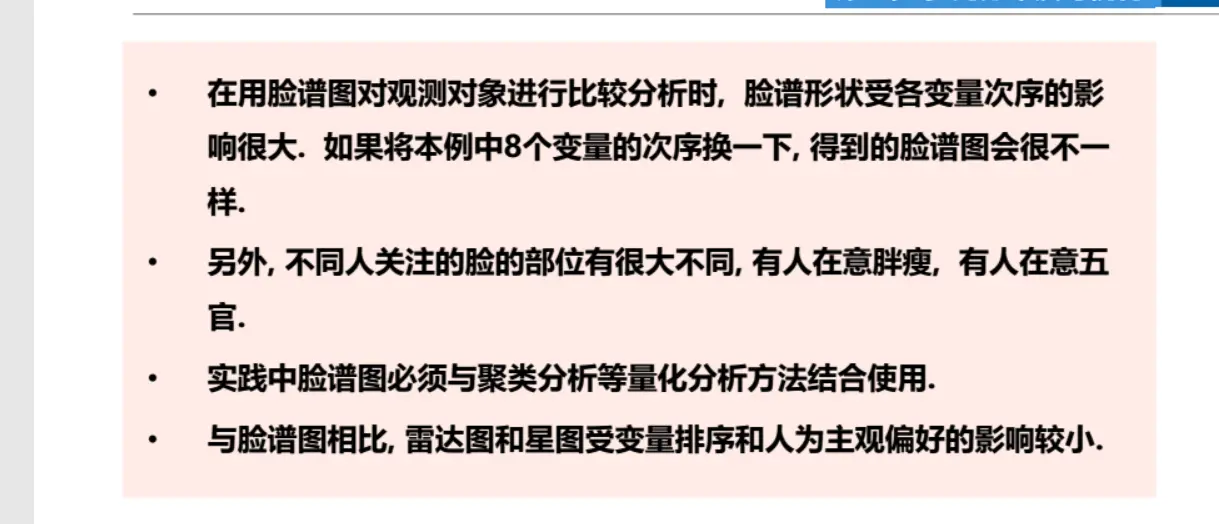 • 在用脸谱图对观测对象进行比较分析时, 脸谱形状受各变量次序的影
响很大. 如果将本例中8个变量的次序换一下, 得到的脸谱图会很不一
样.
• 另外, 不同人关注的脸的部位有很大不同, 有人在意胖瘦, 有人在意五
官.
• 实践中脸谱图必须与聚类分析等量化分析方法结合使用.
• 与脸谱图相比, 雷达图和星图受变量排序和人为主观偏好的影响较小.